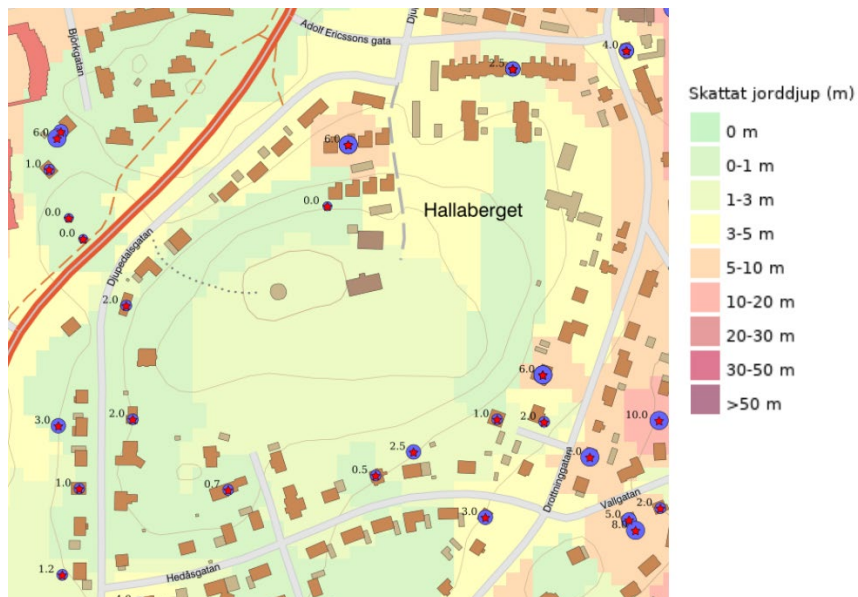 Björkgatan
Adolf Ericssons gata
Dju
4.0
2.5
6.0
6.0
1.0
0.0
0.0
0.0
Hallaberget
Djupedalsgatan
2.0
6.0
3.0
2.0
1.0
2.0
10.0
2.5
.0
1.0
0.7
0.5
Drottninggatan
Vallgatan
2.0
3.0
5.0
8.0
1.2
Hedåsgatan
Skattat jorddjup (m)
0 m
0-1 m
1-3 m
3-5 m
5-10 m
10-20 m
20-30 m
30-50 m
>50 m